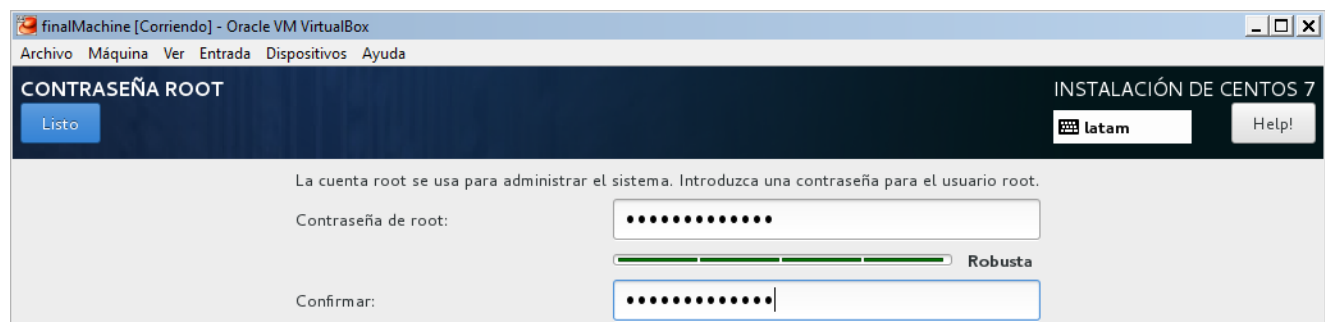 finalMachine [Corriendo] - Oracle VM VirtualBox
Archivo Máquina Ver Entrada Dispositivos Ayuda
CONTRASEÑA ROOT
INSTALACIÓN DE CENTOS 7
Listo
latam
Help!
La cuenta root se usa para administrar el sistema. Introduzca una contraseña para el usuario root.
Contraseña de root: •••••••••••••
Robusta
Confirmar: •••••••••••••